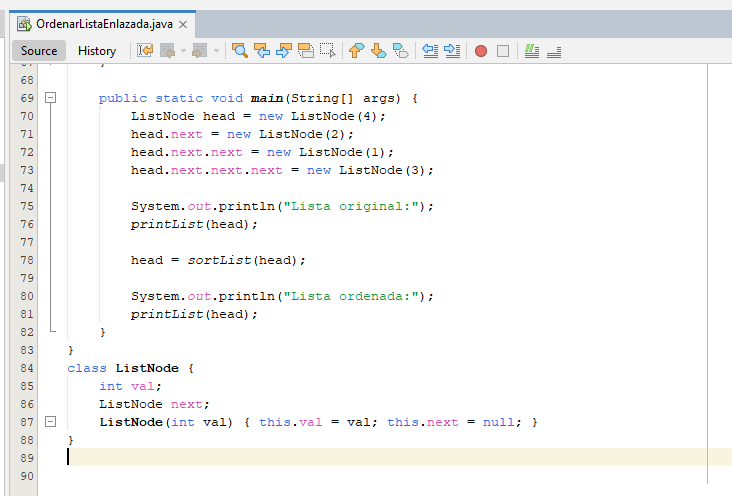 OrdenarListaEnlazada.java
Source History
68
69 public static void main(String[] args) {
70 ListNode head = new ListNode(4);
71 head.next = new ListNode(2);
72 head.next.next = new ListNode(1);
73 head.next.next.next = new ListNode(3);
74
75 System.out.println("Lista original:");
76 printList(head);
77
78 head = sortList(head);
79
80 System.out.println("Lista ordenada:");
81 printList(head);
82 }
83 }
84 class ListNode {
85 int val;
86 ListNode next;
87 ListNode(int val) { this.val = val; this.next = null; }
88 }
89
90